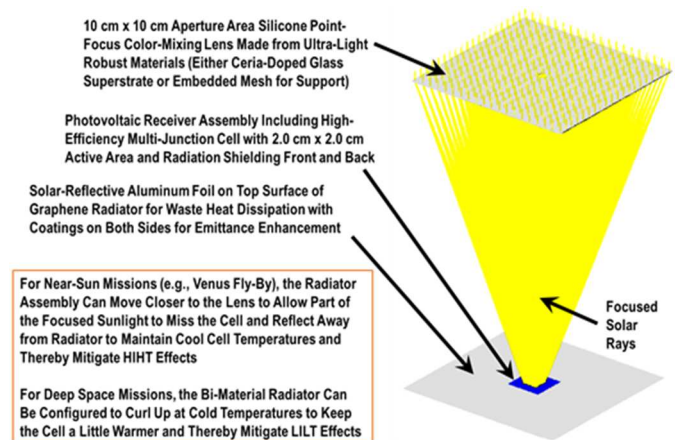 10 cm x 10 cm Aperture Area Silicone Point-
Focus Color-Mixing Lens Made from Ultra-Light
Robust Materials (Either Ceria-Doped Glass
Superstrate or Embedded Mesh for Support)
Photovoltaic Receiver Assembly Including High-
Efficiency Multi-Junction Cell with 2.0 cm x 2.0 cm
Active Area and Radiation Shielding Front and Back
Solar-Reflective Aluminum Foil on Top Surface of
Graphene Radiator for Waste Heat Dissipation with
Coatings on Both Sides for Emittance Enhancement
For Near-Sun Missions (e.g., Venus Fly-By), the Radiator
Assembly Can Move Closer to the Lens to Allow Part of
the Focused Sunlight to Miss the Cell and Reflect Away
from Radiator to Maintain Cool Cell Temperatures and
Thereby Mitigate HIHT Effects
For Deep Space Missions, the Bi-Material Radiator Can
Be Configured to Curl Up at Cold Temperatures to Keep
the Cell a Little Warmer and Thereby Mitigate LILT Effects
Focused
Solar
Rays